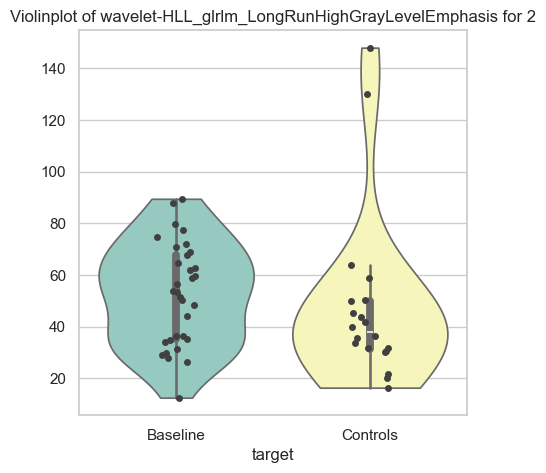 Violinplot of wavelet-HLL_glrlm_LongRunHighGrayLevelEmphasis for 2
140
120
100
80
60
40
20
Baseline Controls
target